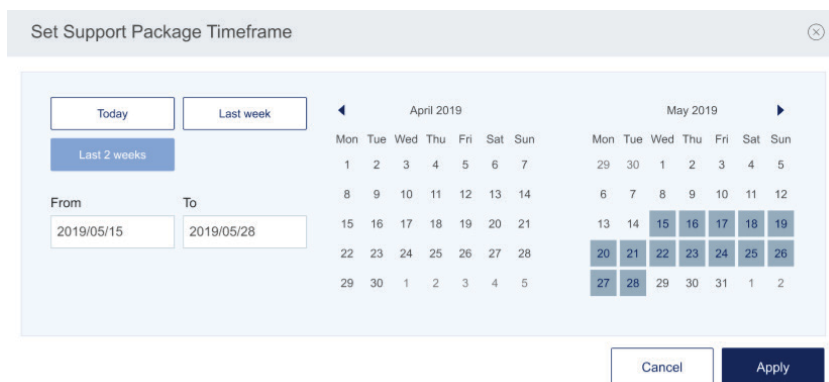 Set Support Package Timeframe
Today Last week
Last 2 weeks
From To
2019/05/15 2019/05/28
April 2019
Mon Tue Wed Thu Fri Sat Sun
1 2 3 4 5 6 7
8 9 10 11 12 13 14
15 16 17 18 19 20 21
22 23 24 25 26 27 28
29 30 1 2 3 4 5
May 2019
Mon Tue Wed Thu Fri Sat Sun
29 30 1 2 3 4 5
6 7 8 9 10 11 12
13 14 15 16 17 18 19
20 21 22 23 24 25 26
27 28 29 30 31 1 2
Cancel Apply